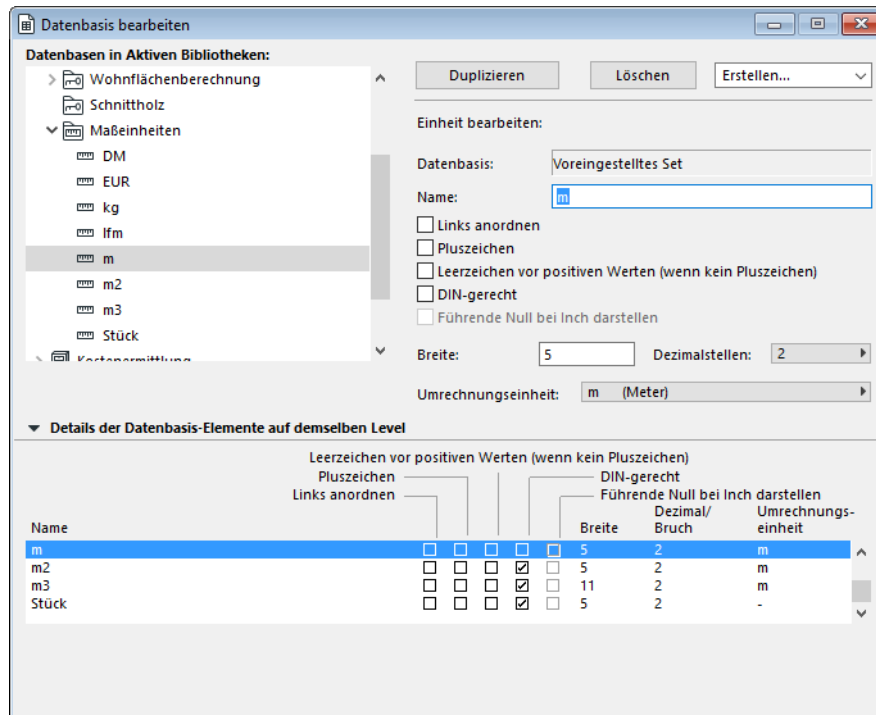 Datenbasis bearbeiten
Datenbasen in Aktiven Bibliotheken:
Wohnflächenberechnung
Schnittholz
Maßeinheiten
DM
EUR
kg
lfm
m
m2
m3
Stück
Kostenermittlung
Duplizieren
Löschen
Erstellen...
Einheit bearbeiten:
Datenbasis: Voreingestelltes Set
Name: m
Links anordnen
Pluszeichen
Leerzeichen vor positiven Werten (wenn kein Pluszeichen)
DIN-gerecht
Führende Null bei Inch darstellen
Breite: 5 Dezimalstellen: 2
Umrechnungseinheit: m (Meter)
Details der Datenbasis-Elemente auf demselben Level
Leerzeichen vor positiven Werten (wenn kein Pluszeichen)
Pluszeichen DIN-gerecht
Links anordnen Führende Null bei Inch darstellen
Dezimal/ Umrechnungs-
Name Breite Bruch einheit
m 5 2 m
m2 5 2 m
m3 11 2 m
Stück 5 2 -